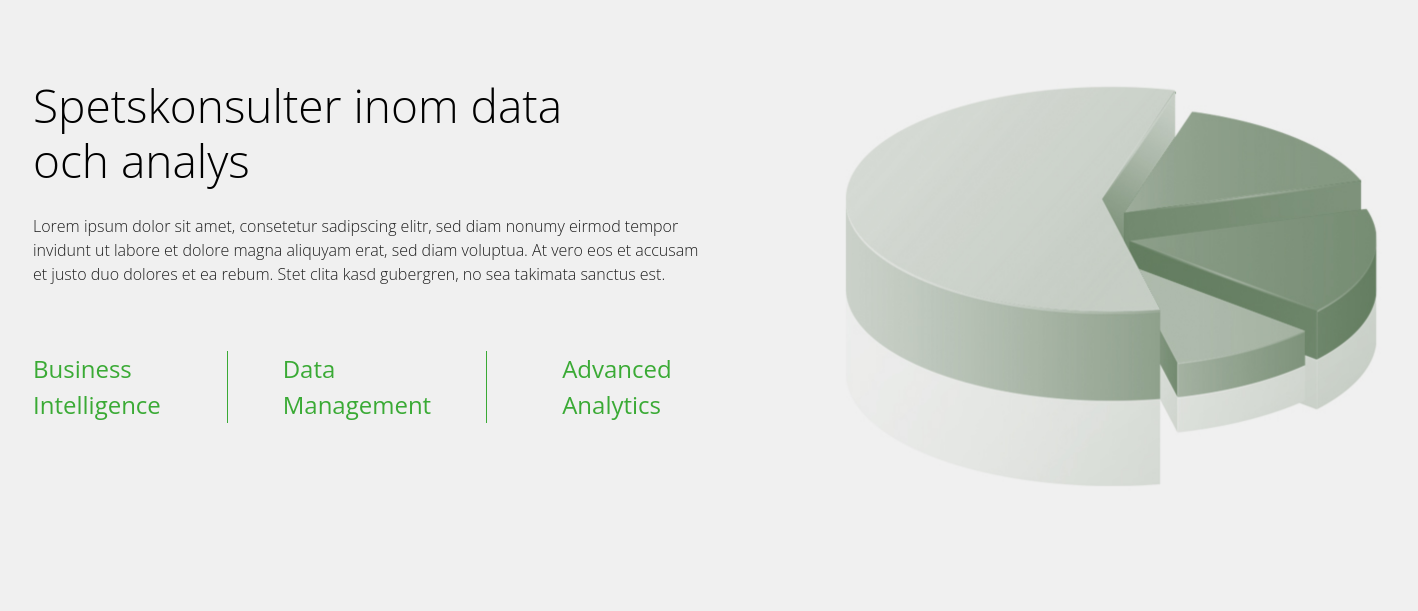 Spetskonsulter inom data
och analys
Lorem ipsum dolor sit amet, consetetur sadipscing elitr, sed diam nonumy eirmod tempor
invidunt ut labore et dolore magna aliquyam erat, sed diam voluptua. At vero eos et accusam
et justo duo dolores et ea rebum. Stet clita kasd gubergren, no sea takimata sanctus est.
Business
Intelligence
Data
Management
Advanced
Analytics